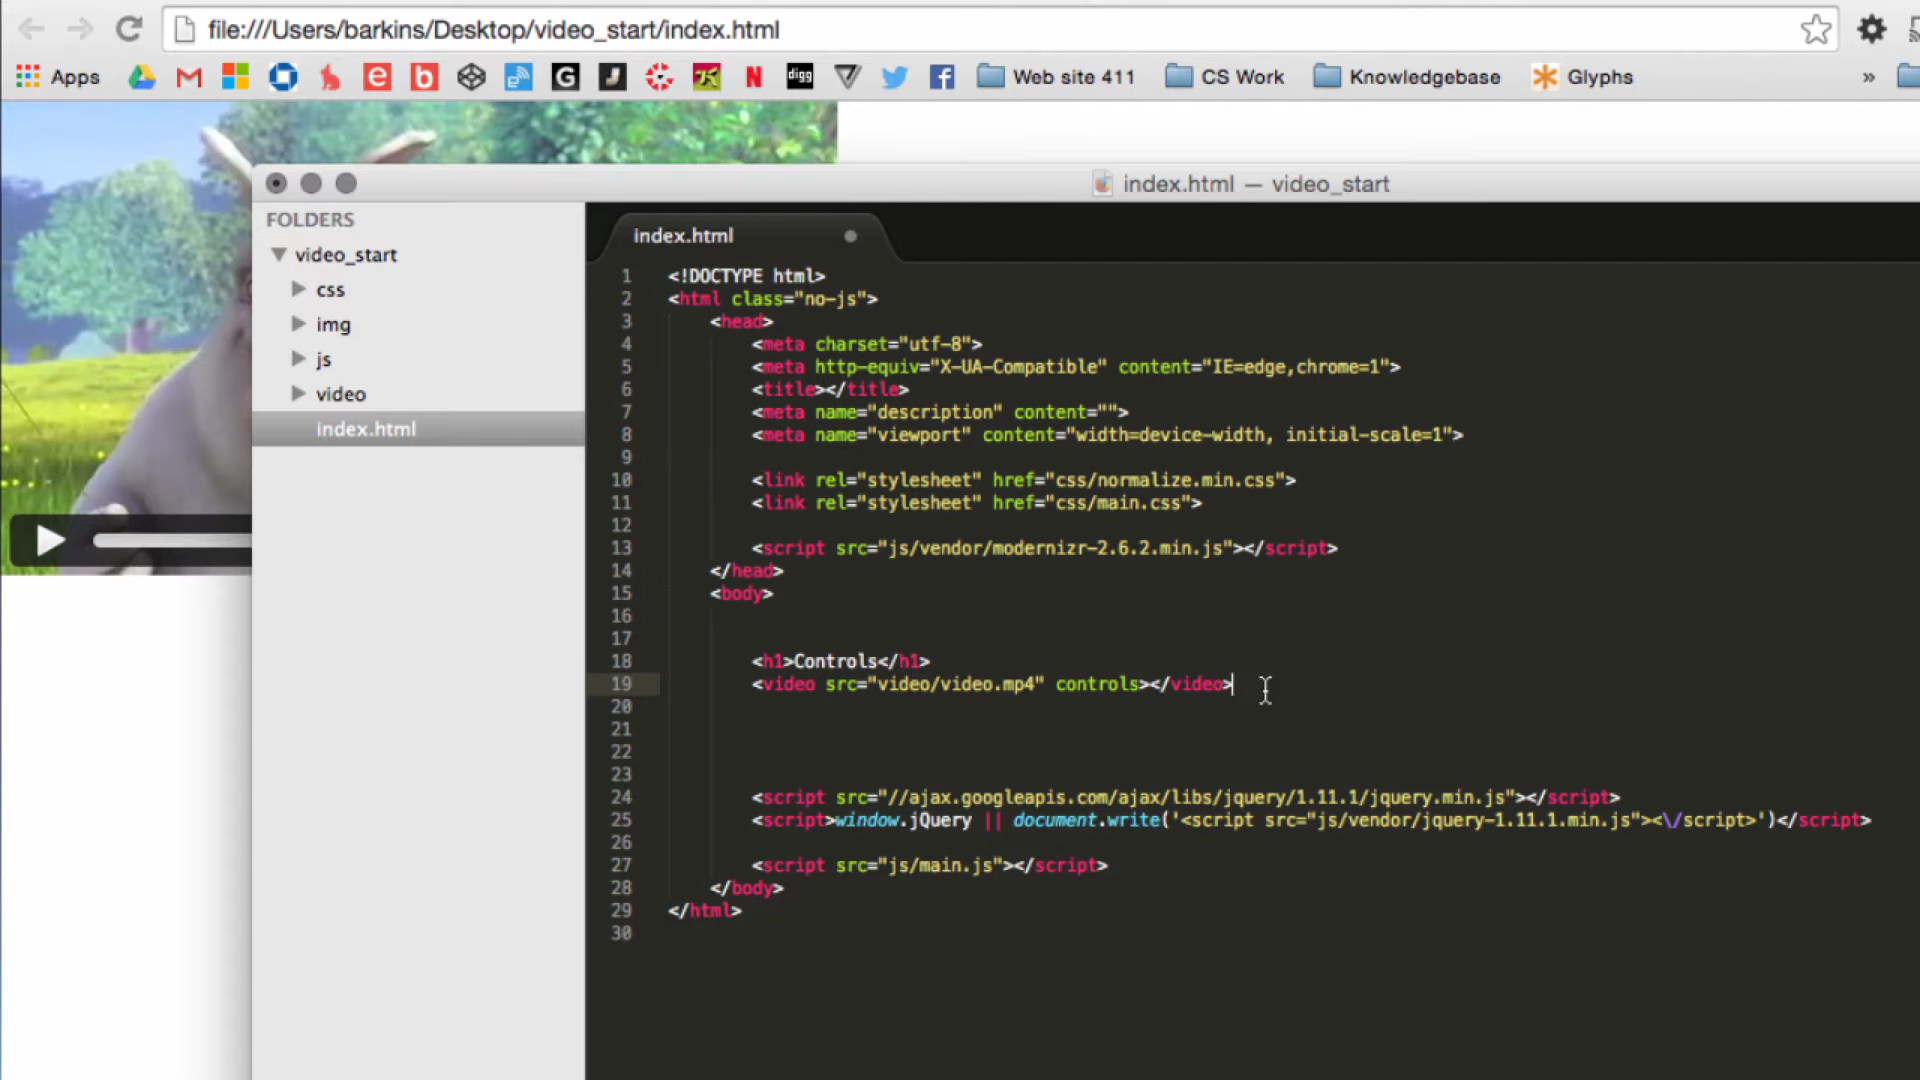 file:///Users/barkins/Desktop/video_start/index.html
Apps e b G J N digg Web site 411 CS Work Knowledgebase Glyphs »
index.html — video_start
FOLDERS
video_start
css
img
js
video
index.html
index.html
1 <!DOCTYPE html>
2 <html class="no-js">
3 <head>
4 <meta charset="utf-8">
5 <meta http-equiv="X-UA-Compatible" content="IE=edge,chrome=1">
6 <title></title>
7 <meta name="description" content="">
8 <meta name="viewport" content="width=device-width, initial-scale=1">
9
10 <link rel="stylesheet" href="css/normalize.min.css">
11 <link rel="stylesheet" href="css/main.css">
12
13 <script src="js/vendor/modernizr-2.6.2.min.js"></script>
14 </head>
15 <body>
16
17
18 <h1>Controls</h1>
19 <video src="video/video.mp4" controls></video>
20
21
22
23
24 <script src="//ajax.googleapis.com/ajax/libs/jquery/1.11.1/jquery.min.js"></script>
25 <script>window.jQuery || document.write('<script src="js/vendor/jquery-1.11.1.min.js"><\/script>')</script>
26
27 <script src="js/main.js"></script>
28 </body>
29 </html>
30